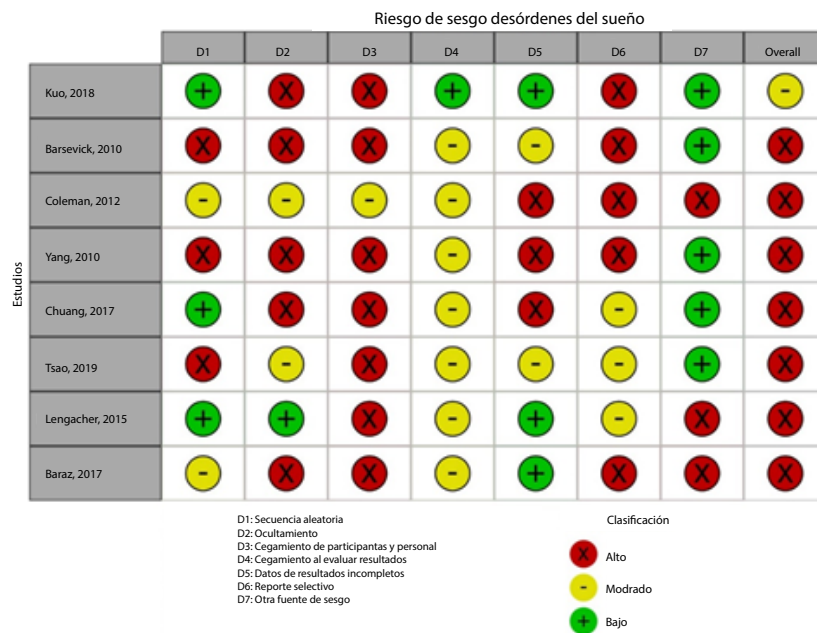 Riesgo de sesgo desórdenes del sueño
D1 D2 D3 D4 D5 D6 D7 Overall
Estudios
Kuo, 2018 + X X + + X + -
Barsevick, 2010 X X X - - X + X
Coleman, 2012 - - - - X X X X
Yang, 2010 X X X - X X + X
Chuang, 2017 + X X - X - + X
Tsao, 2019 X - X - - - + X
Lengacher, 2015 + + X - + - X X
Baraz, 2017 - X X - + X X X
D1: Secuencia aleatoria
D2: Ocultamiento
D3: Cegamiento de participantas y personal
D4: Cegamiento al evaluar resultados
D5: Datos de resultados incompletos
D6: Reporte selectivo
D7: Otra fuente de sesgo
Clasificación
X Alto
- Modrado
+ Bajo